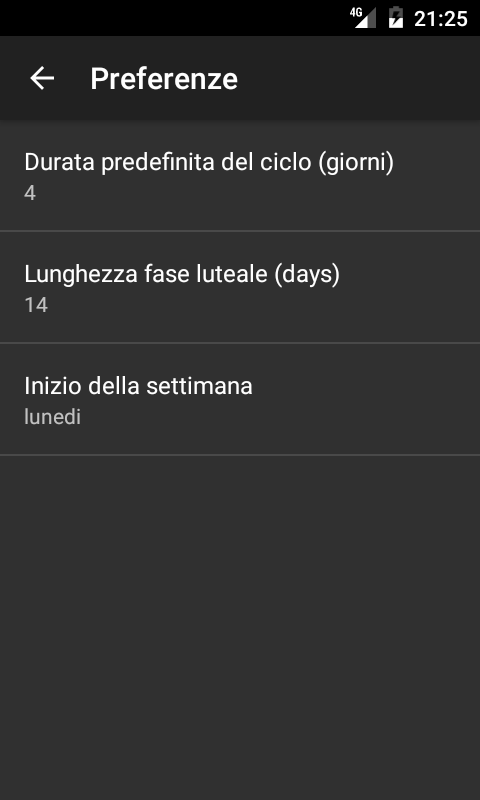 4G 21:25
Preferenze
Durata predefinita del ciclo (giorni)
4
Lunghezza fase luteale (days)
14
Inizio della settimana
lunedi